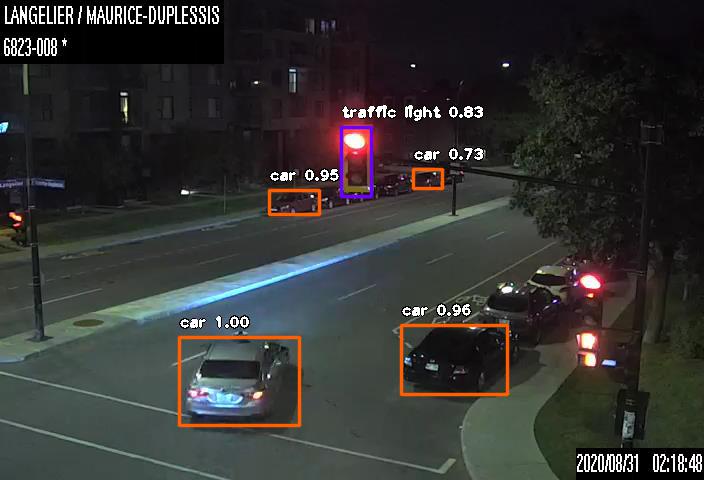 LANGELIER / MAURICE-DUPLESSIS
6823-008 *
traffic light 0.83
car 0.73
car 0.95
car 0.96
car 1.00
Langelier
2020/08/31 02:18:48